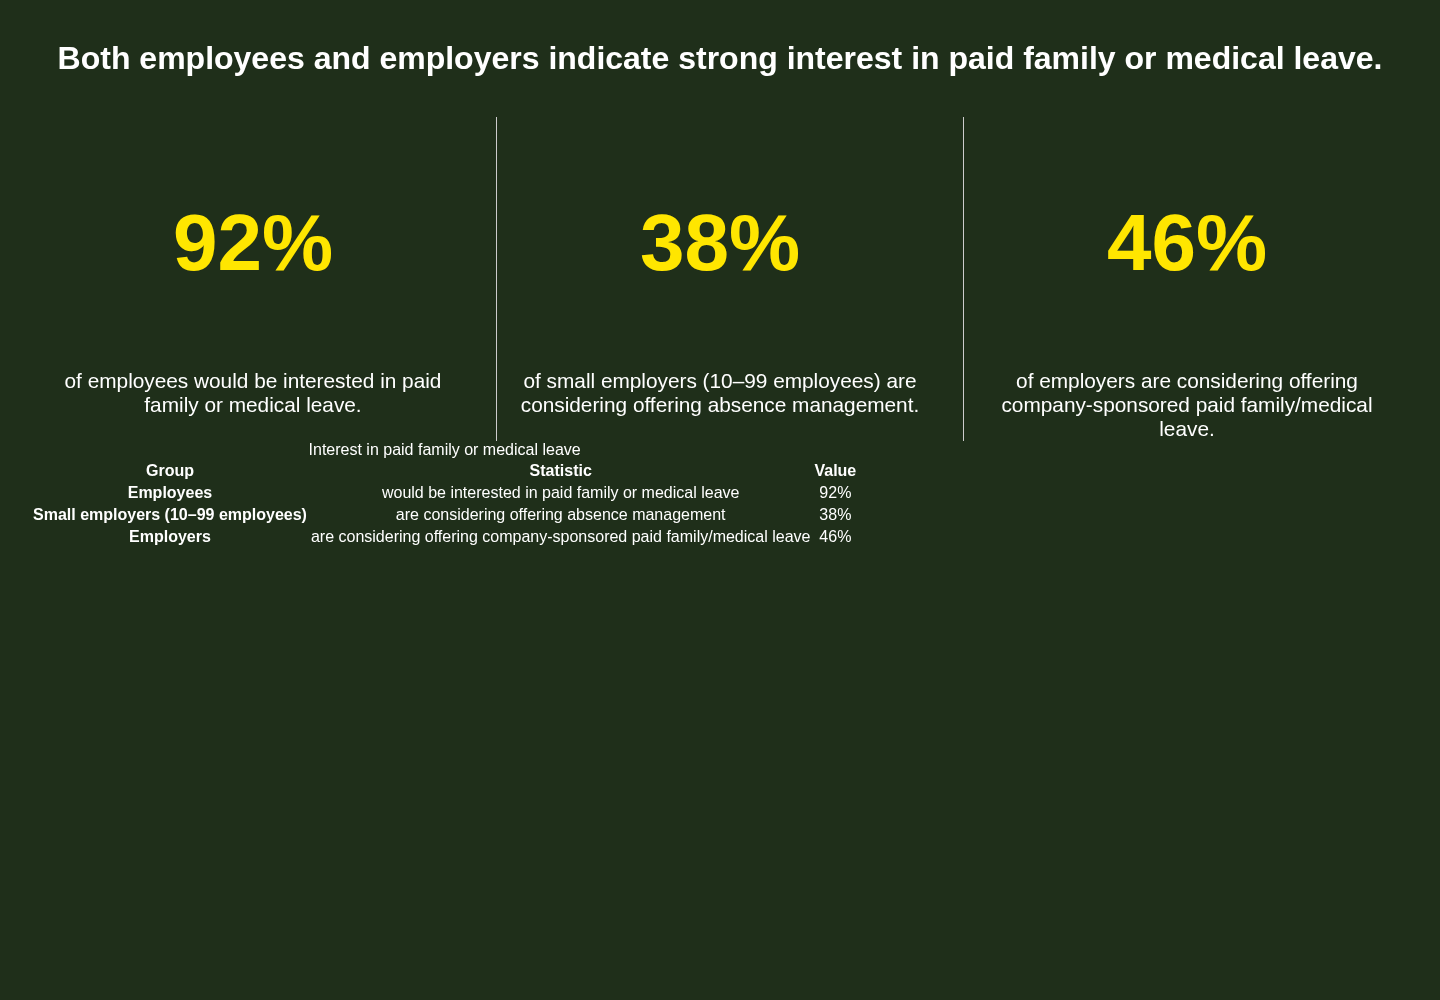 Both employees and employers indicate strong interest in paid family or medical leave.
92%
of employees would be interested in paid
family or medical leave.
38%
of small employers (10–99 employees) are
considering offering absence management.
46%
of employers are considering offering
company-sponsored paid family/medical
leave.
Interest in paid family or medical leave
Group Statistic Value
Employees would be interested in paid family or medical leave 92%
Small employers (10–99 employees) are considering offering absence management 38%
Employers are considering offering company-sponsored paid family/medical leave 46%